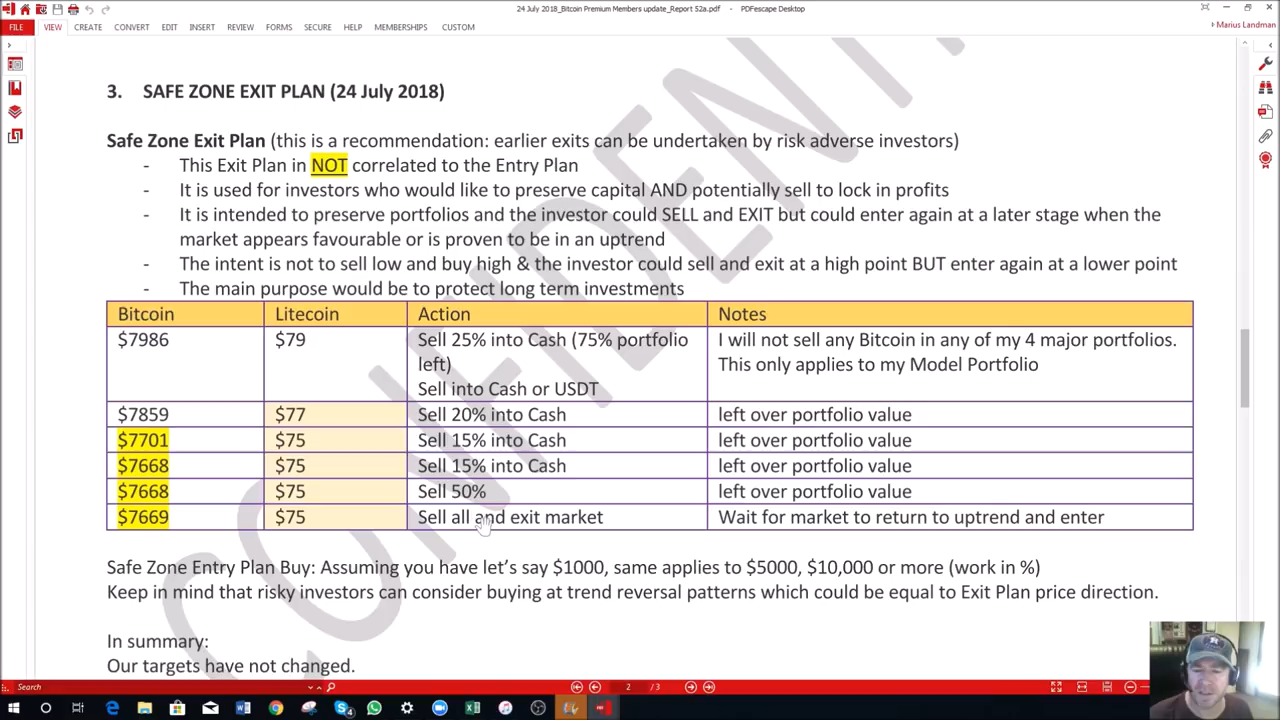 24 July 2018_Bitcoin Premium Members update_Report 52a.pdf - PDFescape Desktop
FILE VIEW CREATE CONVERT EDIT INSERT REVIEW FORMS SECURE HELP MEMBERSHIPS CUSTOM
Marius Landman
3. SAFE ZONE EXIT PLAN (24 July 2018)
Safe Zone Exit Plan (this is a recommendation: earlier exits can be undertaken by risk adverse investors)
- This Exit Plan in NOT correlated to the Entry Plan
- It is used for investors who would like to preserve capital AND potentially sell to lock in profits
- It is intended to preserve portfolios and the investor could SELL and EXIT but could enter again at a later stage when the
market appears favourable or is proven to be in an uptrend
- The intent is not to sell low and buy high & the investor could sell and exit at a high point BUT enter again at a lower point
- The main purpose would be to protect long term investments
Bitcoin Litecoin Action Notes
$7986 $79 Sell 25% into Cash (75% portfolio I will not sell any Bitcoin in any of my 4 major portfolios.
left) This only applies to my Model Portfolio
Sell into Cash or USDT
$7859 $77 Sell 20% into Cash left over portfolio value
$7701 $75 Sell 15% into Cash left over portfolio value
$7668 $75 Sell 15% into Cash left over portfolio value
$7668 $75 Sell 50% left over portfolio value
$7669 $75 Sell all and exit market Wait for market to return to uptrend and enter
Safe Zone Entry Plan Buy: Assuming you have let’s say $1000, same applies to $5000, $10,000 or more (work in %)
Keep in mind that risky investors can consider buying at trend reversal patterns which could be equal to Exit Plan price direction.
In summary:
Our targets have not changed.
CONFIDENT
Search 2 / 3